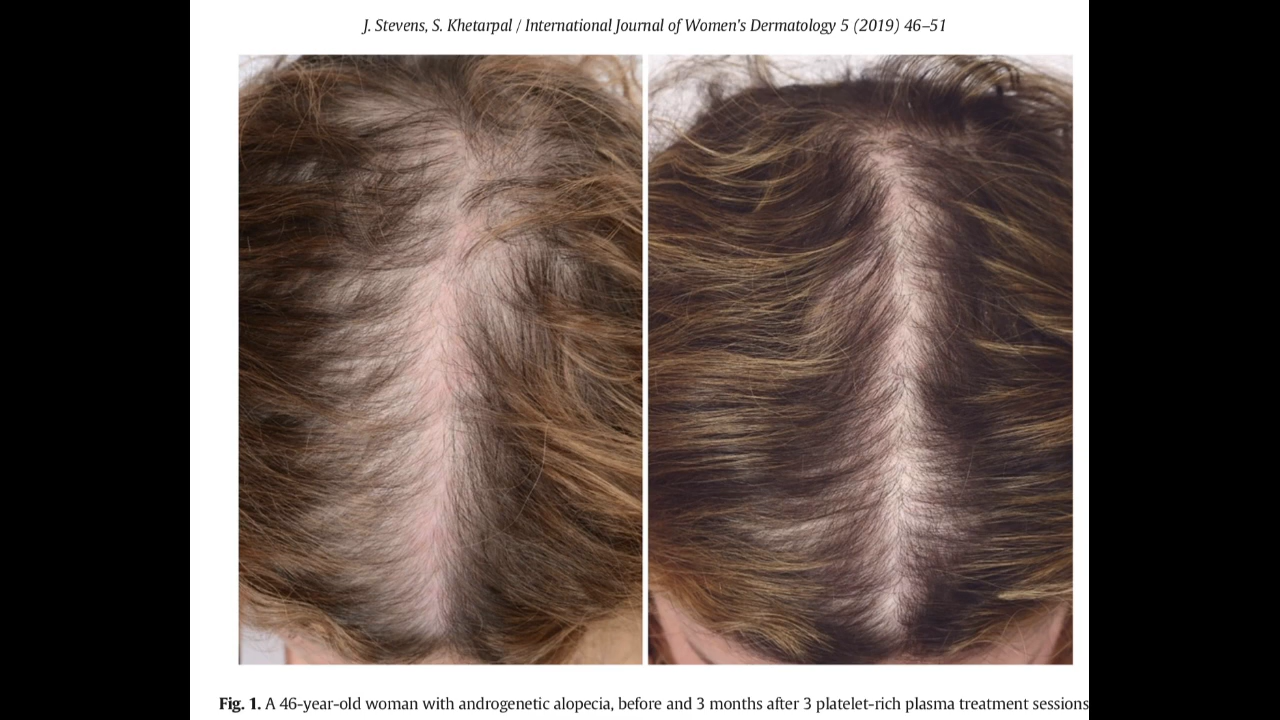 J. Stevens, S. Khetarpal / International Journal of Women's Dermatology 5 (2019) 46–51
Fig. 1. A 46-year-old woman with androgenetic alopecia, before and 3 months after 3 platelet-rich plasma treatment sessions